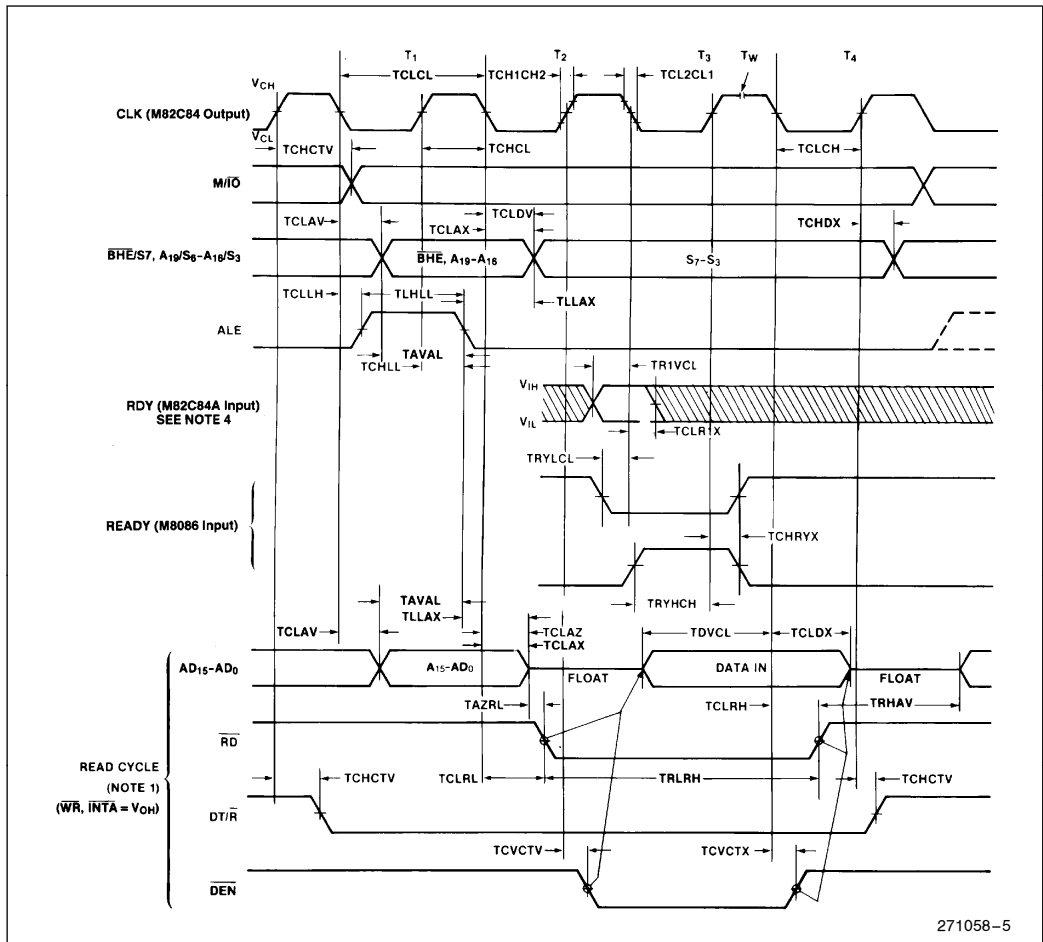 T1 T2 T3 TW T4
TCLCL TCH1CH2 TCL2CL1
VCH
CLK (M82C84 Output)
VCL
TCHCTV TCHCL TCLCH
M/IO
TCLDV
TCLAV TCLAX TCHDX
BHE/S7, A19/S6–A16/S3 BHE, A19–A16 S7–S3
TCLLH TLHLL TLLAX
ALE
TAVAL
TCHLL TR1VCL
VIH
RDY (M82C84A Input)
SEE NOTE 4
VIL
TCLR1X
TRYLCL
READY (M8086 Input)
TCHRYX
TAVAL TRYHCH
TLLAX
TCLAV TCLAZ TDVCL TCLDX
TCLAX
AD15–AD0 A15–AD0 DATA IN
FLOAT FLOAT
TAZRL TCLRH TRHAV
RD
READ CYCLE
(NOTE 1)
(WR, INTA = VOH)
TCHCTV TCLRL TRLRH TCHCTV
DT/R
TCVCTV TCVCTX
DEN
271058–5